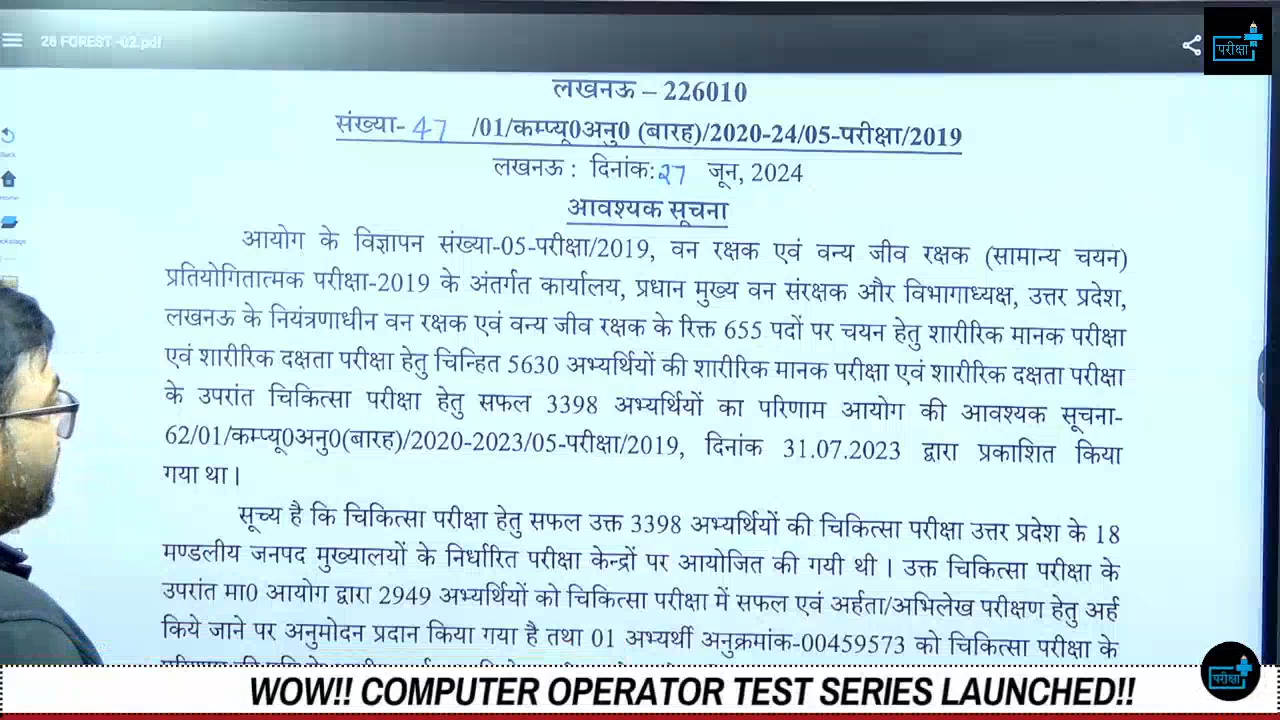 26 FOREST -02.pdf
परीक्षा
लखनऊ – 226010
संख्या- 47 /01/कम्प्यू0अनु0 (बारह)/2020-24/05-परीक्षा/2019
लखनऊ : दिनांक: 27 जून, 2024
आवश्यक सूचना
आयोग के विज्ञापन संख्या-05-परीक्षा/2019, वन रक्षक एवं वन्य जीव रक्षक (सामान्य चयन)
प्रतियोगितात्मक परीक्षा-2019 के अंतर्गत कार्यालय, प्रधान मुख्य वन संरक्षक और विभागाध्यक्ष, उत्तर प्रदेश,
लखनऊ के नियंत्रणाधीन वन रक्षक एवं वन्य जीव रक्षक के रिक्त 655 पदों पर चयन हेतु शारीरिक मानक परीक्षा
एवं शारीरिक दक्षता परीक्षा हेतु चिन्हित 5630 अभ्यर्थियों की शारीरिक मानक परीक्षा एवं शारीरिक दक्षता परीक्षा
के उपरांत चिकित्सा परीक्षा हेतु सफल 3398 अभ्यर्थियों का परिणाम आयोग की आवश्यक सूचना-
62/01/कम्प्यू0अनु0(बारह)/2020-2023/05-परीक्षा/2019, दिनांक 31.07.2023 द्वारा प्रकाशित किया
गया था।
सूच्य है कि चिकित्सा परीक्षा हेतु सफल उक्त 3398 अभ्यर्थियों की चिकित्सा परीक्षा उत्तर प्रदेश के 18
मण्डलीय जनपद मुख्यालयों के निर्धारित परीक्षा केन्द्रों पर आयोजित की गयी थी। उक्त चिकित्सा परीक्षा के
उपरांत मा0 आयोग द्वारा 2949 अभ्यर्थियों को चिकित्सा परीक्षा में सफल एवं अर्हता/अभिलेख परीक्षण हेतु अर्ह
किये जाने पर अनुमोदन प्रदान किया गया है तथा 01 अभ्यर्थी अनुक्रमांक-00459573 को चिकित्सा परीक्षा के
परीक्षा
WOW!! COMPUTER OPERATOR TEST SERIES LAUNCHED!!